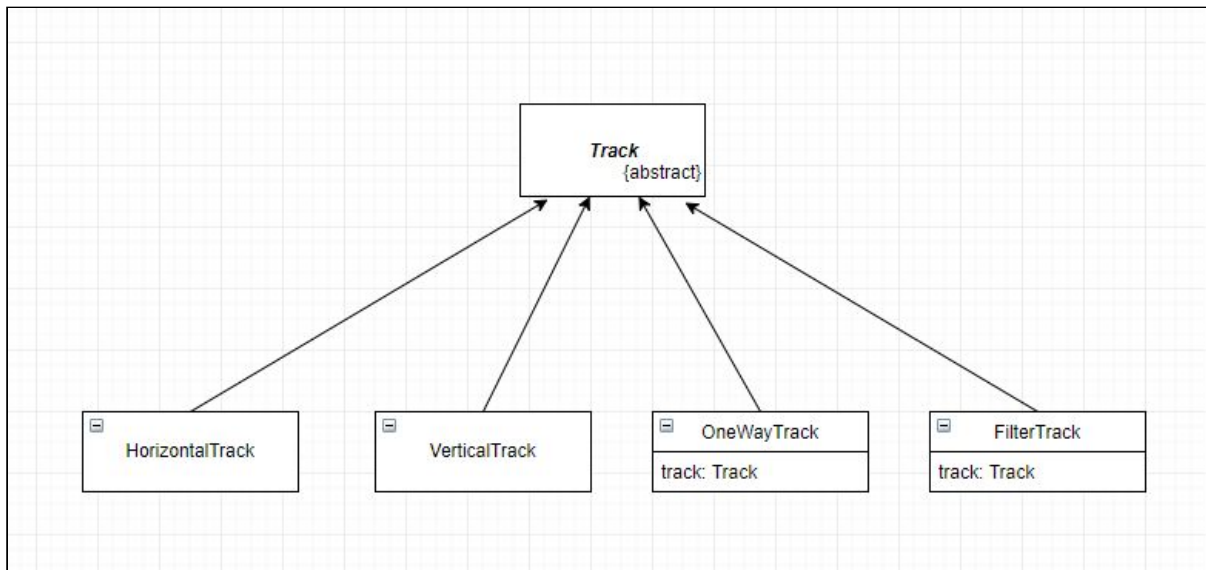 Track
{abstract}
HorizontalTrack
VerticalTrack
OneWayTrack
FilterTrack
track: Track
track: Track